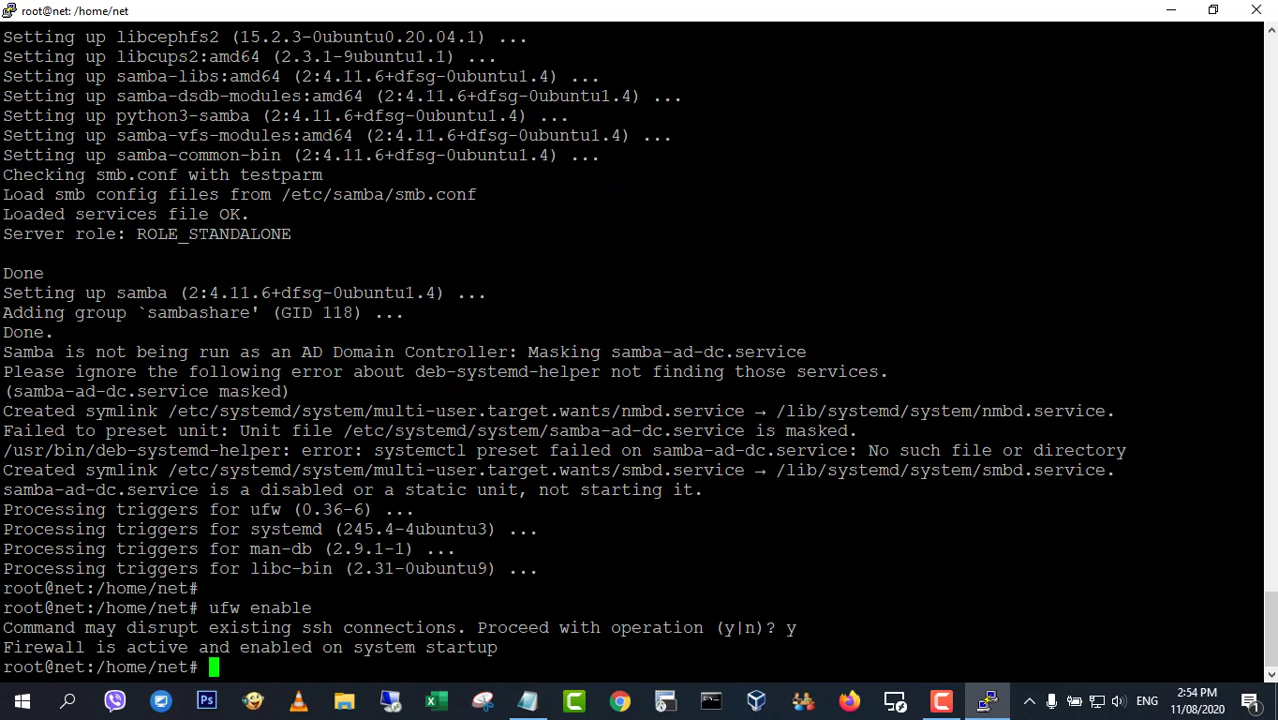 root@net: /home/net
Setting up libcephfs2 (15.2.3-0ubuntu0.20.04.1) ...
Setting up libcups2:amd64 (2.3.1-9ubuntu1.1) ...
Setting up samba-libs:amd64 (2:4.11.6+dfsg-0ubuntu1.4) ...
Setting up samba-dsdb-modules:amd64 (2:4.11.6+dfsg-0ubuntu1.4) ...
Setting up python3-samba (2:4.11.6+dfsg-0ubuntu1.4) ...
Setting up samba-vfs-modules:amd64 (2:4.11.6+dfsg-0ubuntu1.4) ...
Setting up samba-common-bin (2:4.11.6+dfsg-0ubuntu1.4) ...
Checking smb.conf with testparm
Load smb config files from /etc/samba/smb.conf
Loaded services file OK.
Server role: ROLE_STANDALONE
Done
Setting up samba (2:4.11.6+dfsg-0ubuntu1.4) ...
Adding group `sambashare' (GID 118) ...
Done.
Samba is not being run as an AD Domain Controller: Masking samba-ad-dc.service
Please ignore the following error about deb-systemd-helper not finding those services.
(samba-ad-dc.service masked)
Created symlink /etc/systemd/system/multi-user.target.wants/nmbd.service → /lib/systemd/system/nmbd.service.
Failed to preset unit: Unit file /etc/systemd/system/samba-ad-dc.service is masked.
/usr/bin/deb-systemd-helper: error: systemctl preset failed on samba-ad-dc.service: No such file or directory
Created symlink /etc/systemd/system/multi-user.target.wants/smbd.service → /lib/systemd/system/smbd.service.
samba-ad-dc.service is a disabled or a static unit, not starting it.
Processing triggers for ufw (0.36-6) ...
Processing triggers for systemd (245.4-4ubuntu3) ...
Processing triggers for man-db (2.9.1-1) ...
Processing triggers for libc-bin (2.31-0ubuntu9) ...
root@net:/home/net#
root@net:/home/net# ufw enable
Command may disrupt existing ssh connections. Proceed with operation (y|n)? y
Firewall is active and enabled on system startup
root@net:/home/net#
Ps
ENG
2:54 PM
11/08/2020
1